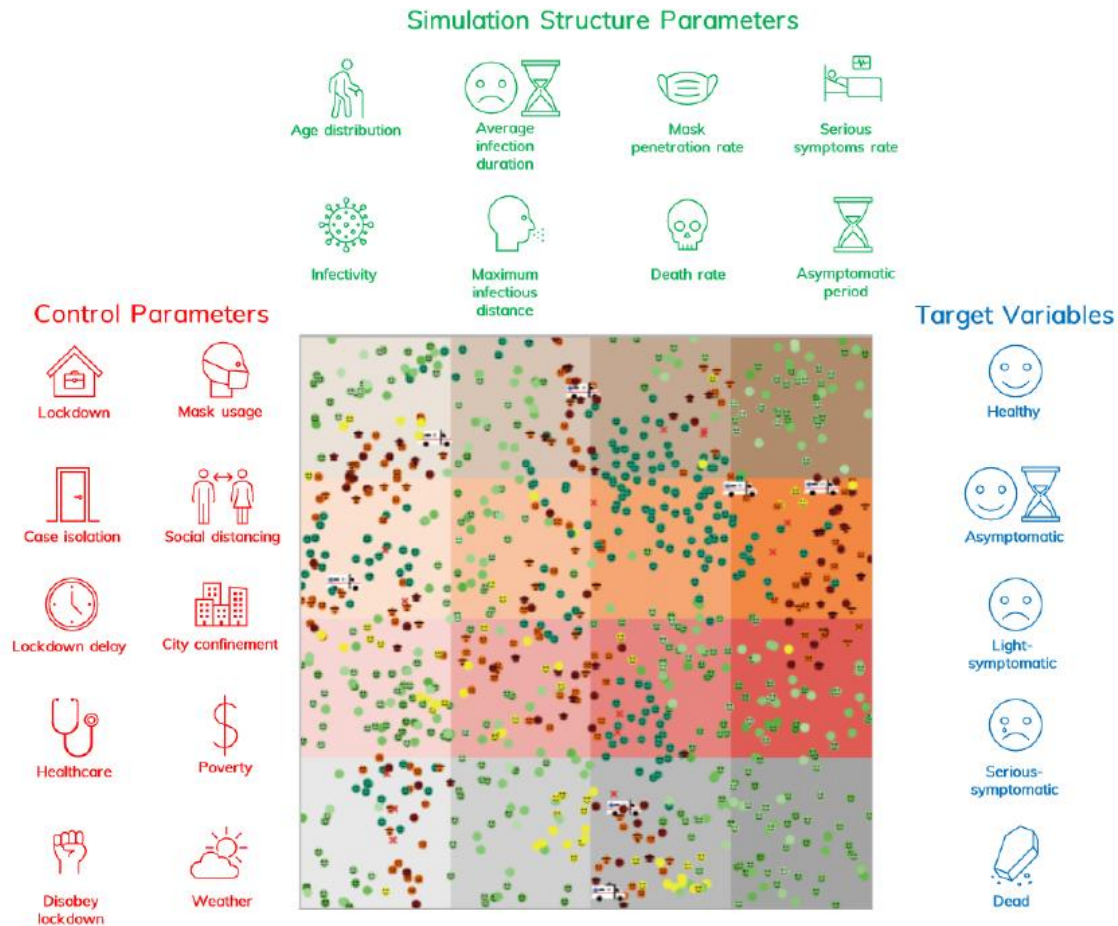 Simulation Structure Parameters
Age distribution
Average
infection
duration
Mask
penetration rate
Serious
symptoms rate
Infectivity
Maximum
infectious
distance
Death rate
Asymptomatic
period
Control Parameters
Lockdown
Mask usage
Case isolation
Social distancing
Lockdown delay
City confinement
Healthcare
Poverty
Disobey
lockdown
Weather
Target Variables
Healthy
Asymptomatic
Light-
symptomatic
Serious-
symptomatic
Dead